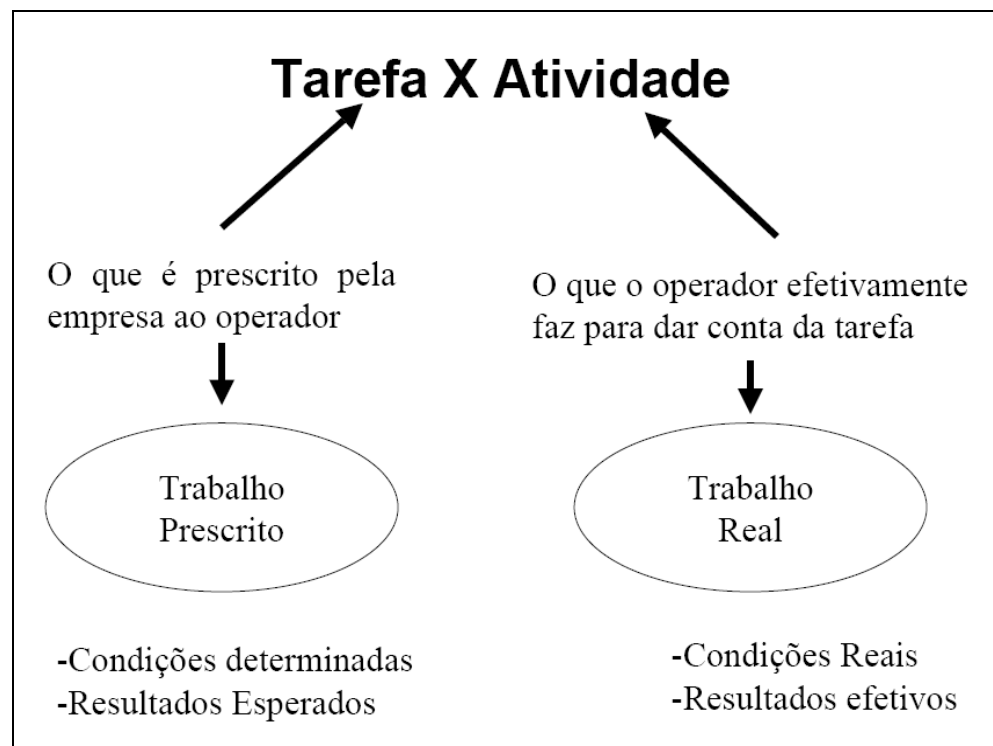 Tarefa X Atividade
O que é prescrito pela
empresa ao operador
O que o operador efetivamente
faz para dar conta da tarefa
Trabalho
Prescrito
Trabalho
Real
-Condições determinadas
-Resultados Esperados
-Condições Reais
-Resultados efetivos